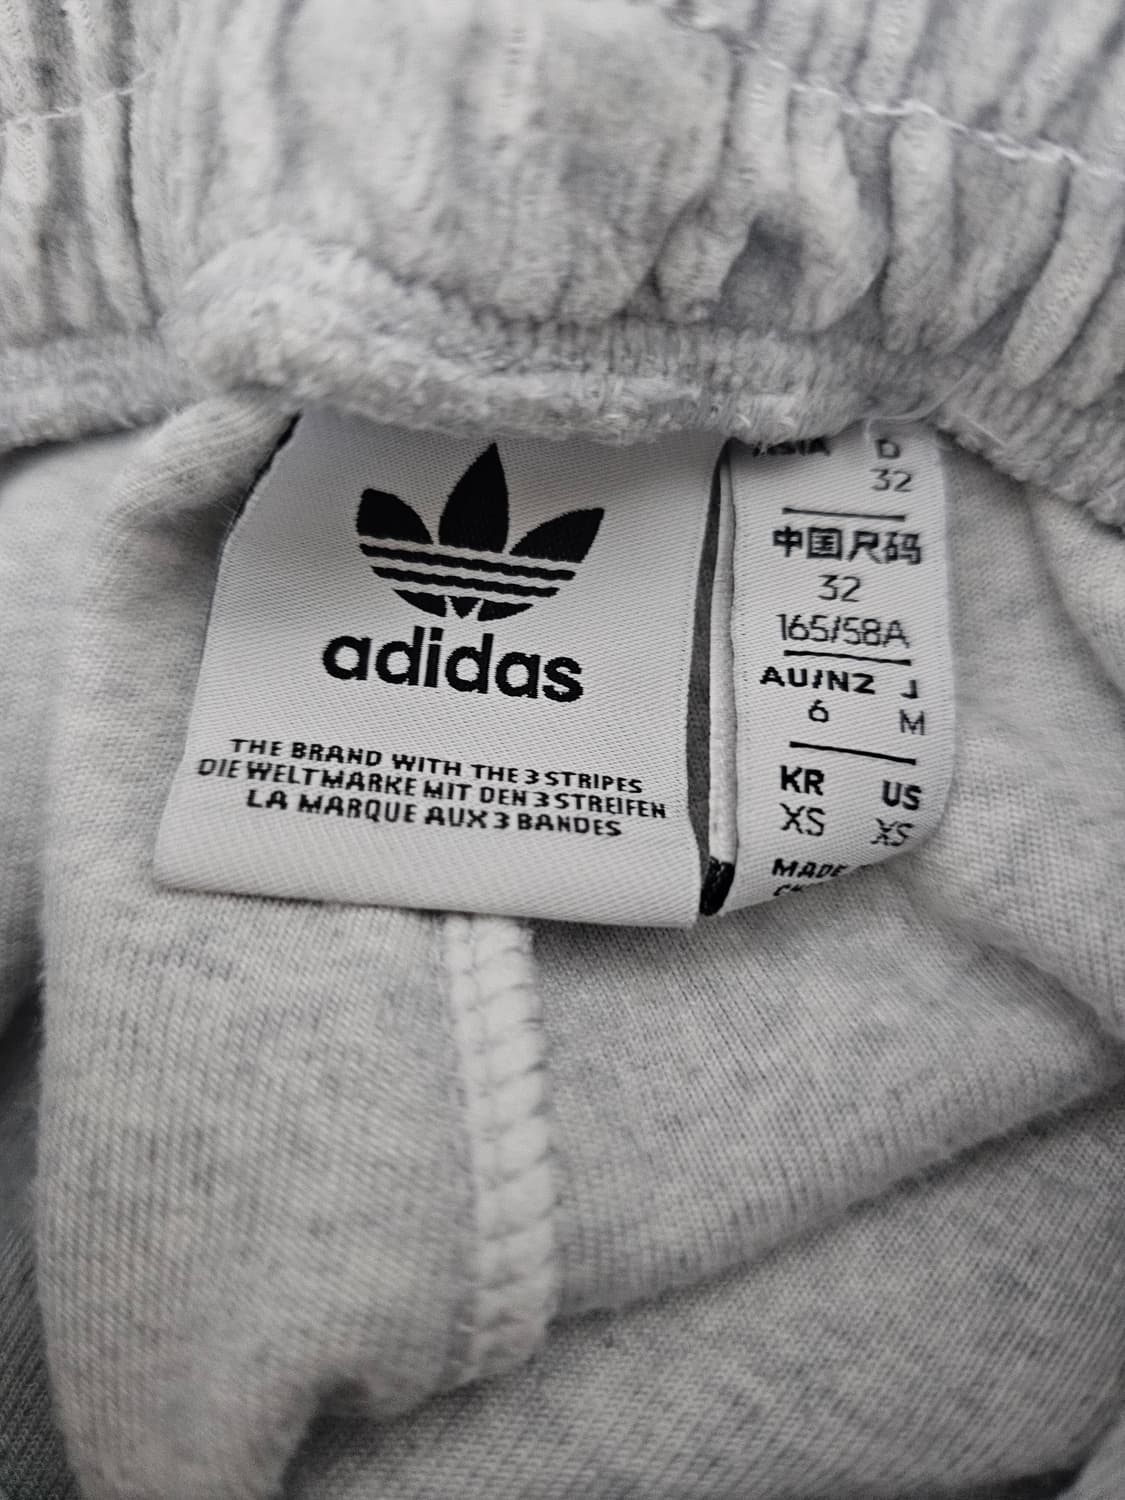 adidas
THE BRAND WITH THE 3 STRIPES
DIE WELTMARKE MIT DEN 3 STREIFEN
LA MARQUE AUX 3 BANDES
D
32
中国尺码
32
165/58A
AU/NZ J
6 M
KR US
XS XS
MADE